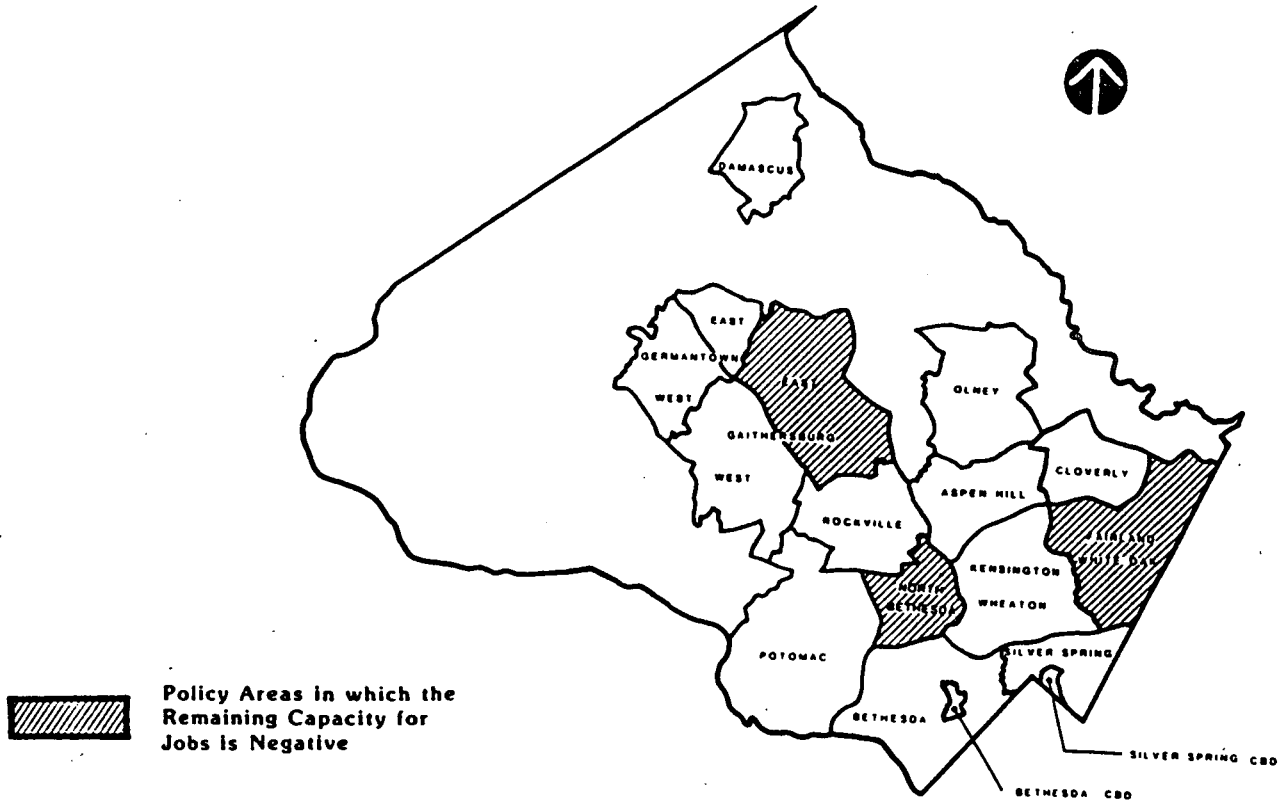 DAMASCUS
EAST
GERMANTOWN
WEST
EAST
GAITHERSBURG
WEST
OLNEY
CLOVERLY
ASPEN HILL
ROCKVILLE
FAIRLAND
WHITE OAK
KENSINGTON
WHEATON
NORTH
BETHESDA
POTOMAC
SILVER SPRING
BETHESDA
SILVER SPRING CBD
BETHESDA CBD
Policy Areas in which the
Remaining Capacity for
Jobs is Negative